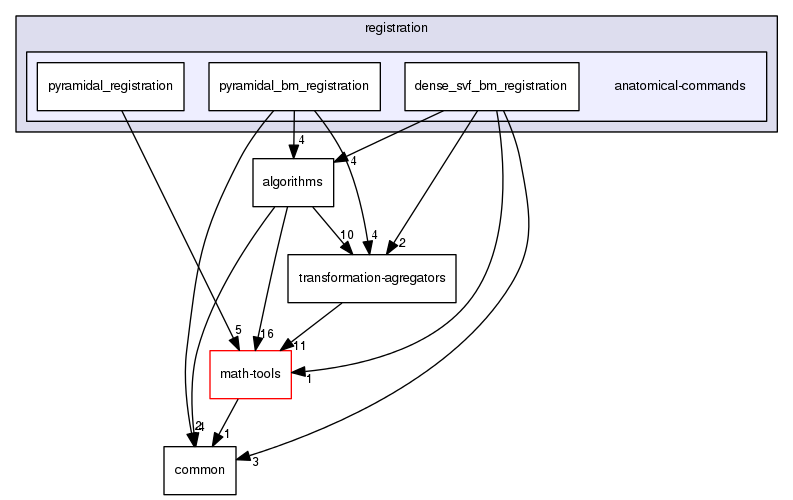 registration
pyramidal_registration
pyramidal_bm_registration
dense_svf_bm_registration
anatomical-commands
4
4
algorithms
10
4
2
transformation-agregators
5
16
11
math-tools
1
2
4
1
3
common